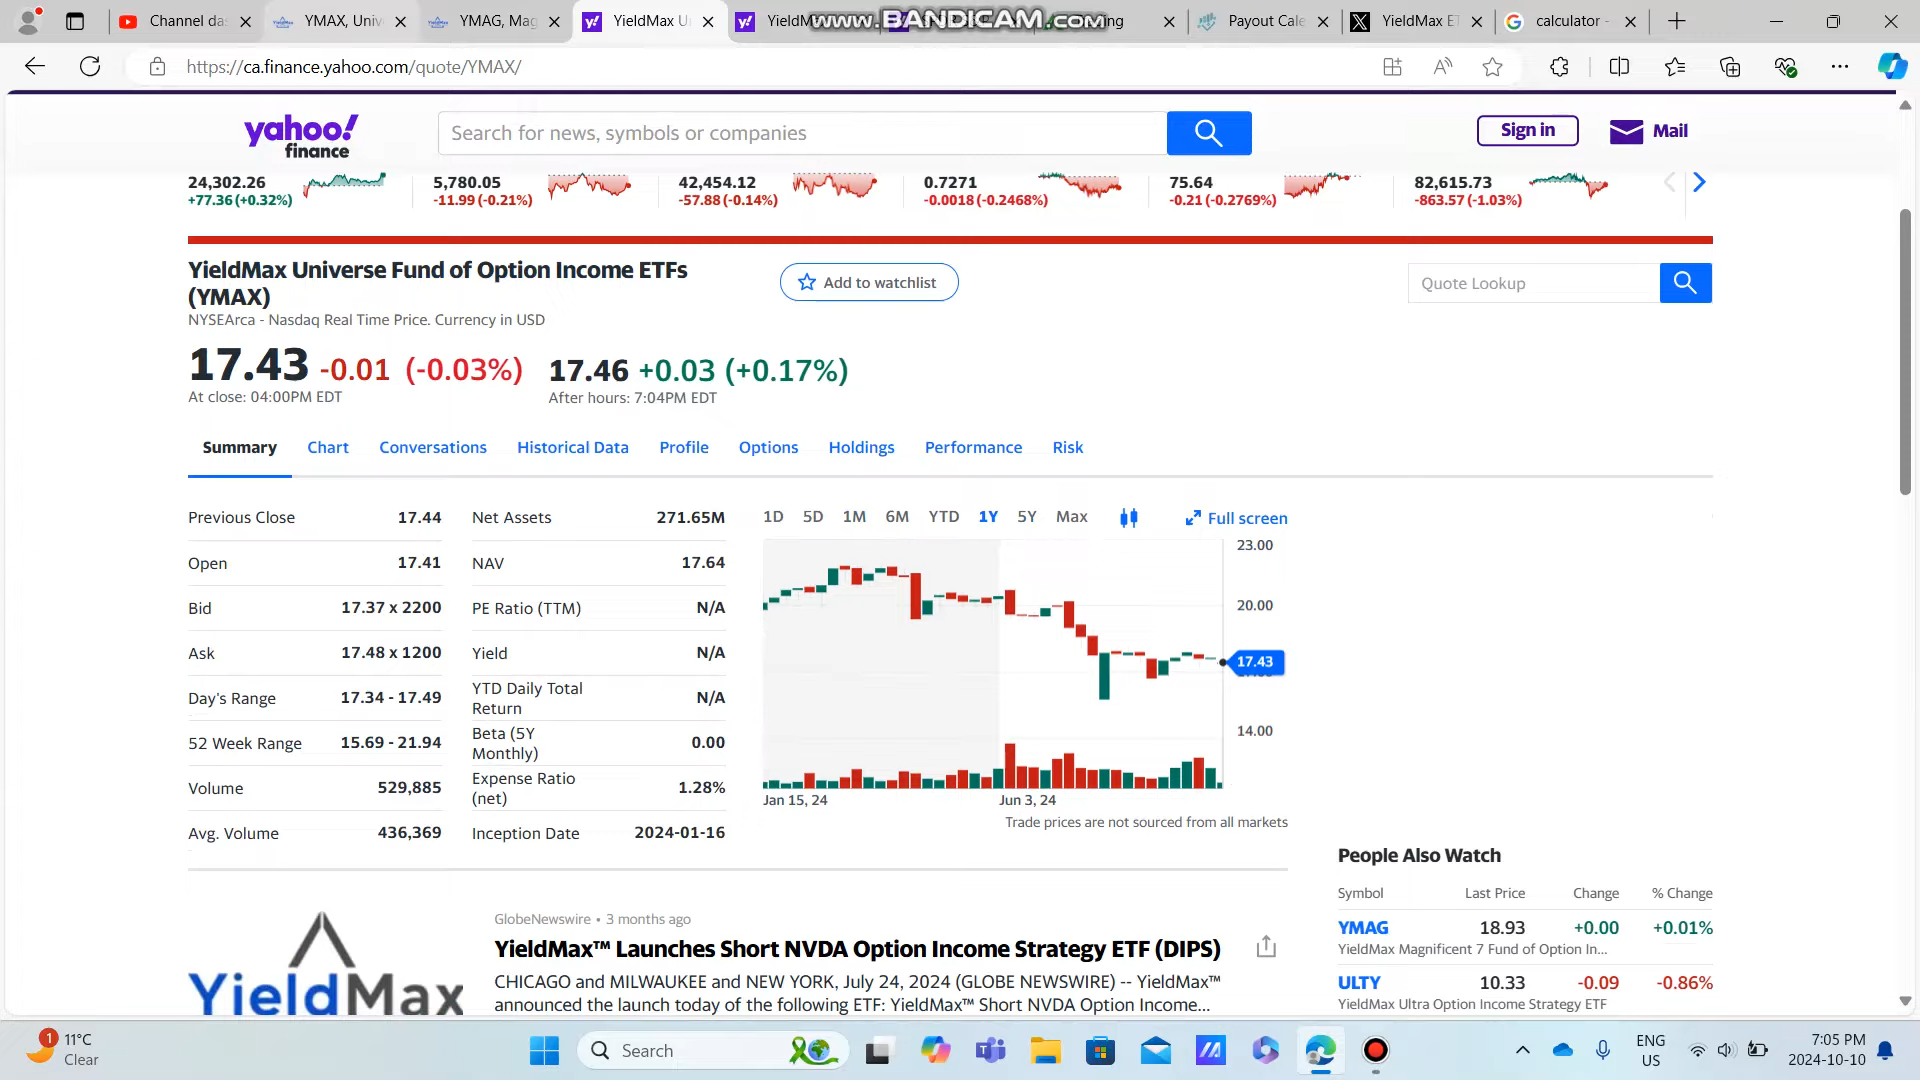 Channel da
YMAX, Univ
YMAG, Mag
YieldMax U
YieldM
www.BANDICAM.com
Payout Cale
YieldMax ET
calculator -
https://ca.finance.yahoo.com/quote/YMAX/
yahoo!
finance
Search for news, symbols or companies
Sign in
Mail
24,302.26
+77.36 (+0.32%)
5,780.05
-11.99 (-0.21%)
42,454.12
-57.88 (-0.14%)
0.7271
-0.0018 (-0.2468%)
75.64
-0.21 (-0.2769%)
82,615.73
-863.57 (-1.03%)
YieldMax Universe Fund of Option Income ETFs
(YMAX)
NYSEArca - Nasdaq Real Time Price. Currency in USD
Add to watchlist
Quote Lookup
17.43 -0.01 (-0.03%)
At close: 04:00PM EDT
17.46 +0.03 (+0.17%)
After hours: 7:04PM EDT
Summary Chart Conversations Historical Data Profile Options Holdings Performance Risk
Previous Close 17.44
Open 17.41
Bid 17.37 x 2200
Ask 17.48 x 1200
Day's Range 17.34 - 17.49
52 Week Range 15.69 - 21.94
Volume 529,885
Avg. Volume 436,369
Net Assets 271.65M
NAV 17.64
PE Ratio (TTM) N/A
Yield N/A
YTD Daily Total
Return N/A
Beta (5Y
Monthly) 0.00
Expense Ratio
(net) 1.28%
Inception Date 2024-01-16
1D 5D 1M 6M YTD 1Y 5Y Max
Full screen
23.00
20.00
17.43
14.00
Jan 15, 24
Jun 3, 24
Trade prices are not sourced from all markets
YieldMax
GlobeNewswire • 3 months ago
YieldMax™ Launches Short NVDA Option Income Strategy ETF (DIPS)
CHICAGO and MILWAUKEE and NEW YORK, July 24, 2024 (GLOBE NEWSWIRE) -- YieldMax™
announced the launch today of the following ETF: YieldMax™ Short NVDA Option Income...
People Also Watch
Symbol Last Price Change % Change
YMAG 18.93 +0.00 +0.01%
YieldMax Magnificent 7 Fund of Option In...
ULTY 10.33 -0.09 -0.86%
YieldMax Ultra Option Income Strategy ETF
1
11°C
Clear
Search
ENG
US
7:05 PM
2024-10-10